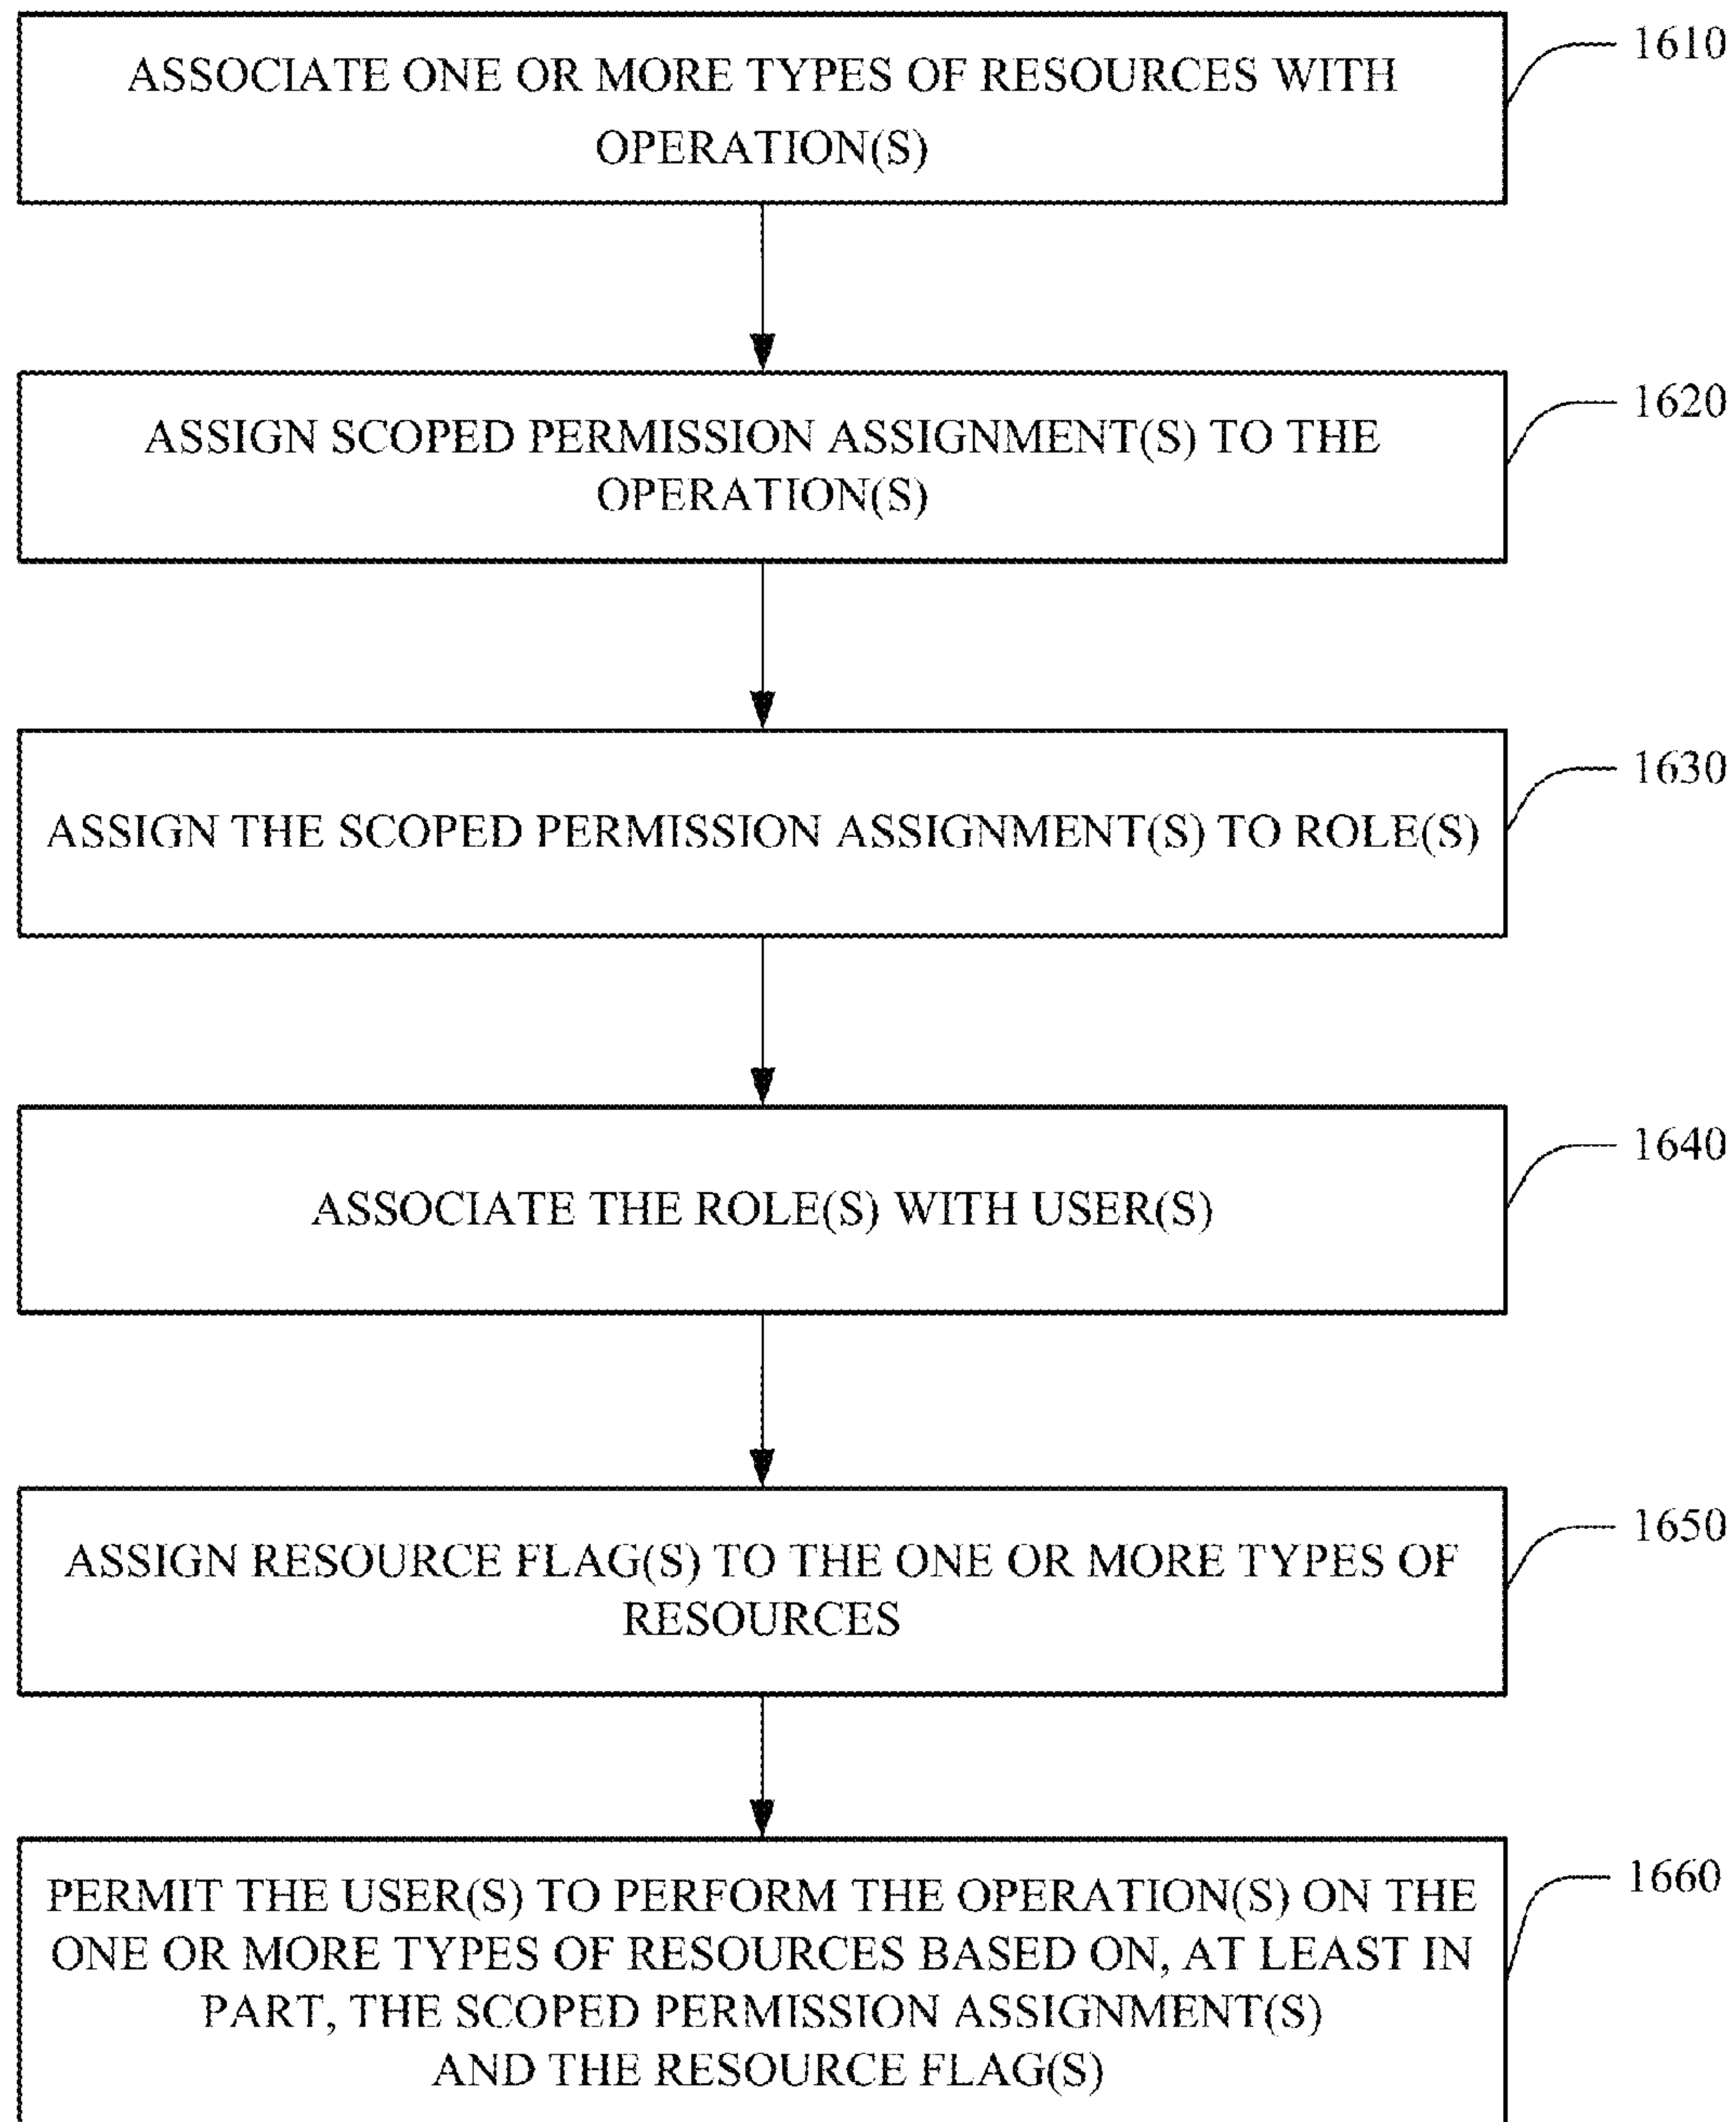 ASSOCIATE ONE OR MORE TYPES OF RESOURCES WITH
OPERATION(S)
1610
ASSIGN SCOPED PERMISSION ASSIGNMENT(S) TO THE
OPERATION(S)
1620
ASSIGN THE SCOPED PERMISSION ASSIGNMENT(S) TO ROLE(S)
1630
ASSOCIATE THE ROLE(S) WITH USER(S)
1640
ASSIGN RESOURCE FLAG(S) TO THE ONE OR MORE TYPES OF
RESOURCES
1650
PERMIT THE USER(S) TO PERFORM THE OPERATION(S) ON THE
ONE OR MORE TYPES OF RESOURCES BASED ON, AT LEAST IN
PART, THE SCOPED PERMISSION ASSIGNMENT(S)
AND THE RESOURCE FLAG(S)
1660